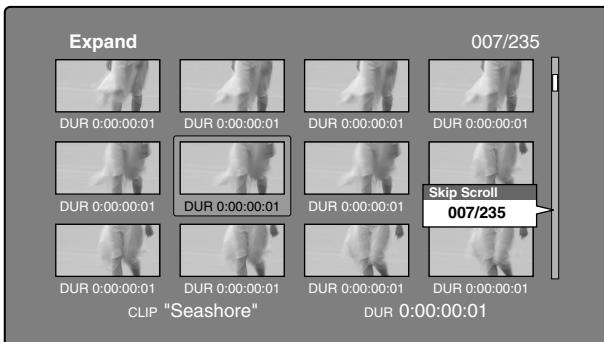 Expand 007/235
DUR 0:00:00:01 DUR 0:00:00:01 DUR 0:00:00:01 DUR 0:00:00:01
DUR 0:00:00:01 DUR 0:00:00:01 DUR 0:00:00:01
Skip Scroll
007/235
DUR 0:00:00:01 DUR 0:00:00:01 DUR 0:00:00:01 DUR 0:00:00:01
CLIP "Seashore" DUR 0:00:00:01